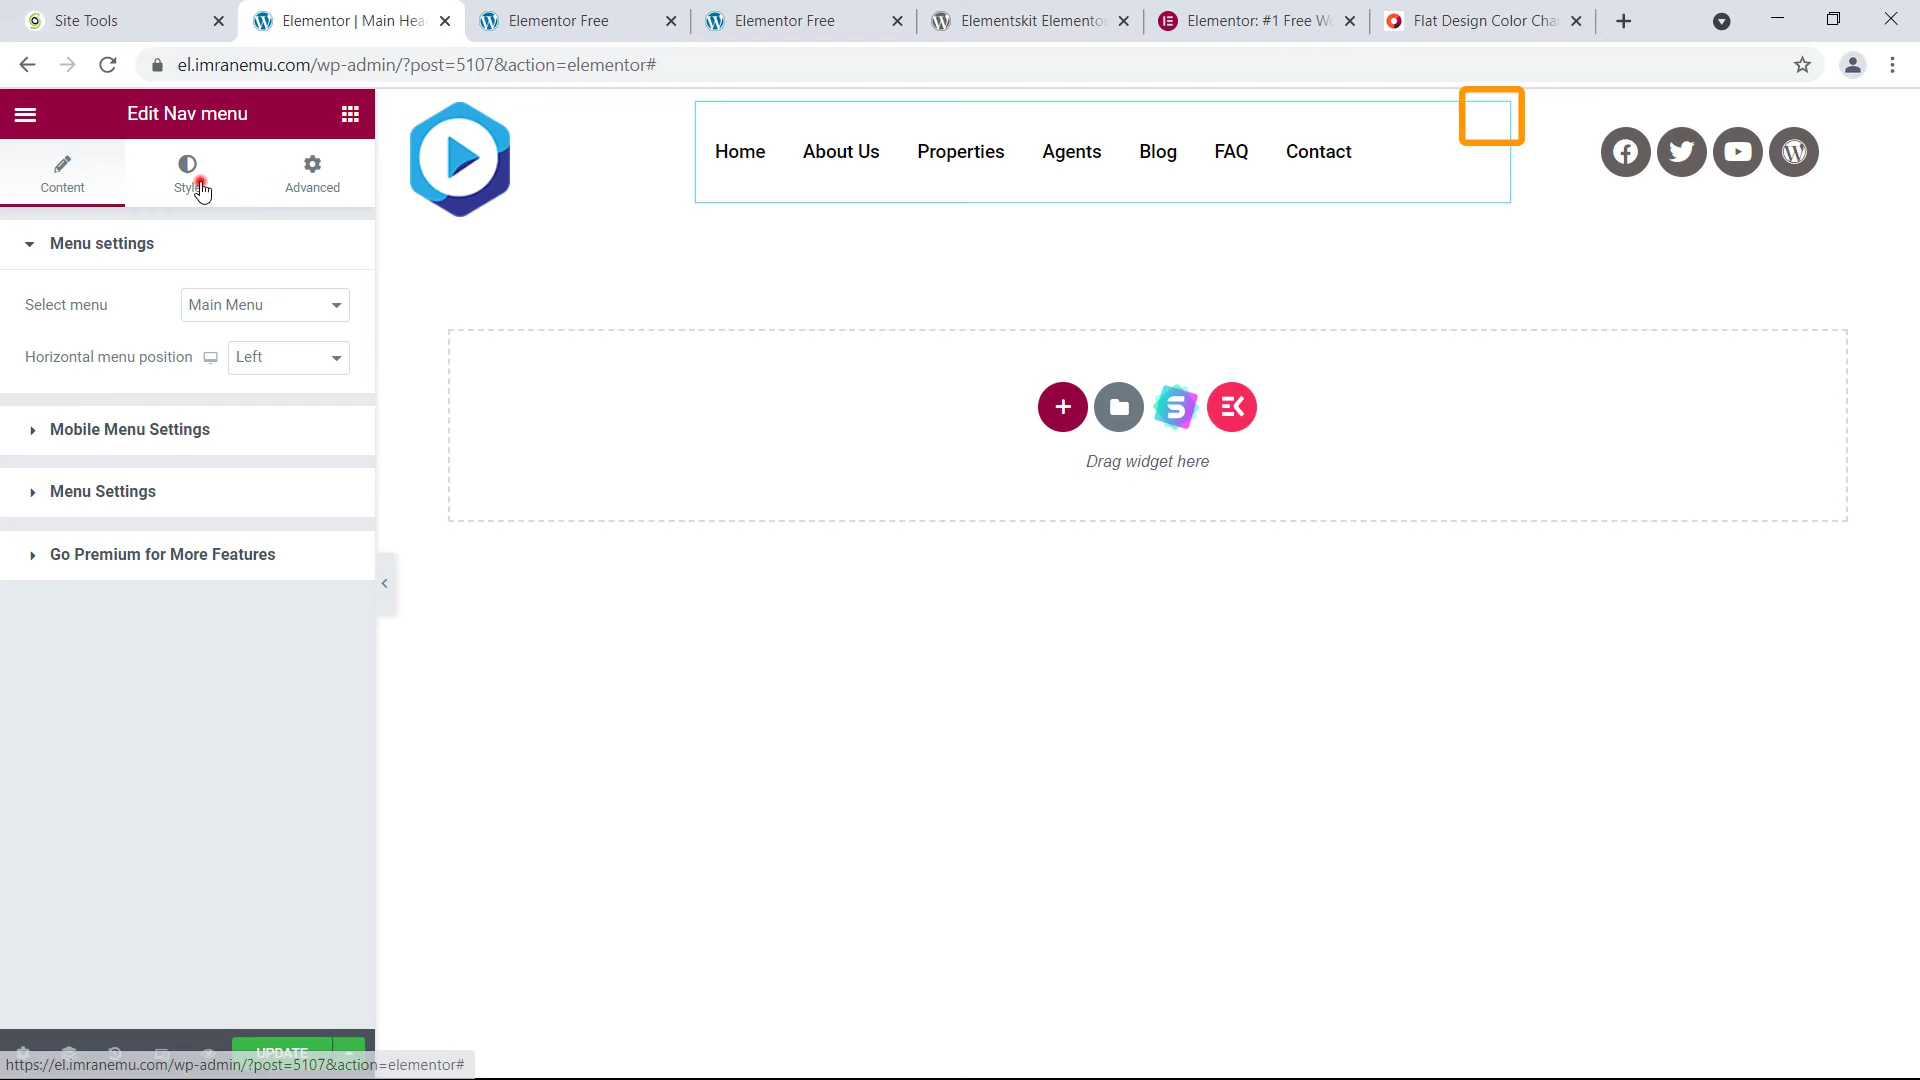 Site Tools
Elementor | Main Hea
Elementor Free
Elementor Free
Elementskit Elemento
Elementor: #1 Free W
Flat Design Color Cha
el.imranemu.com/wp-admin/?post=5107&action=elementor#
Edit Nav menu
Content
Style
Advanced
Home
About Us
Properties
Agents
Blog
FAQ
Contact
Menu settings
Select menu
Main Menu
Horizontal menu position
Left
Mobile Menu Settings
Menu Settings
Go Premium for More Features
Drag widget here
UPDATE
https://el.imranemu.com/wp-admin/?post=5107&action=elementor#